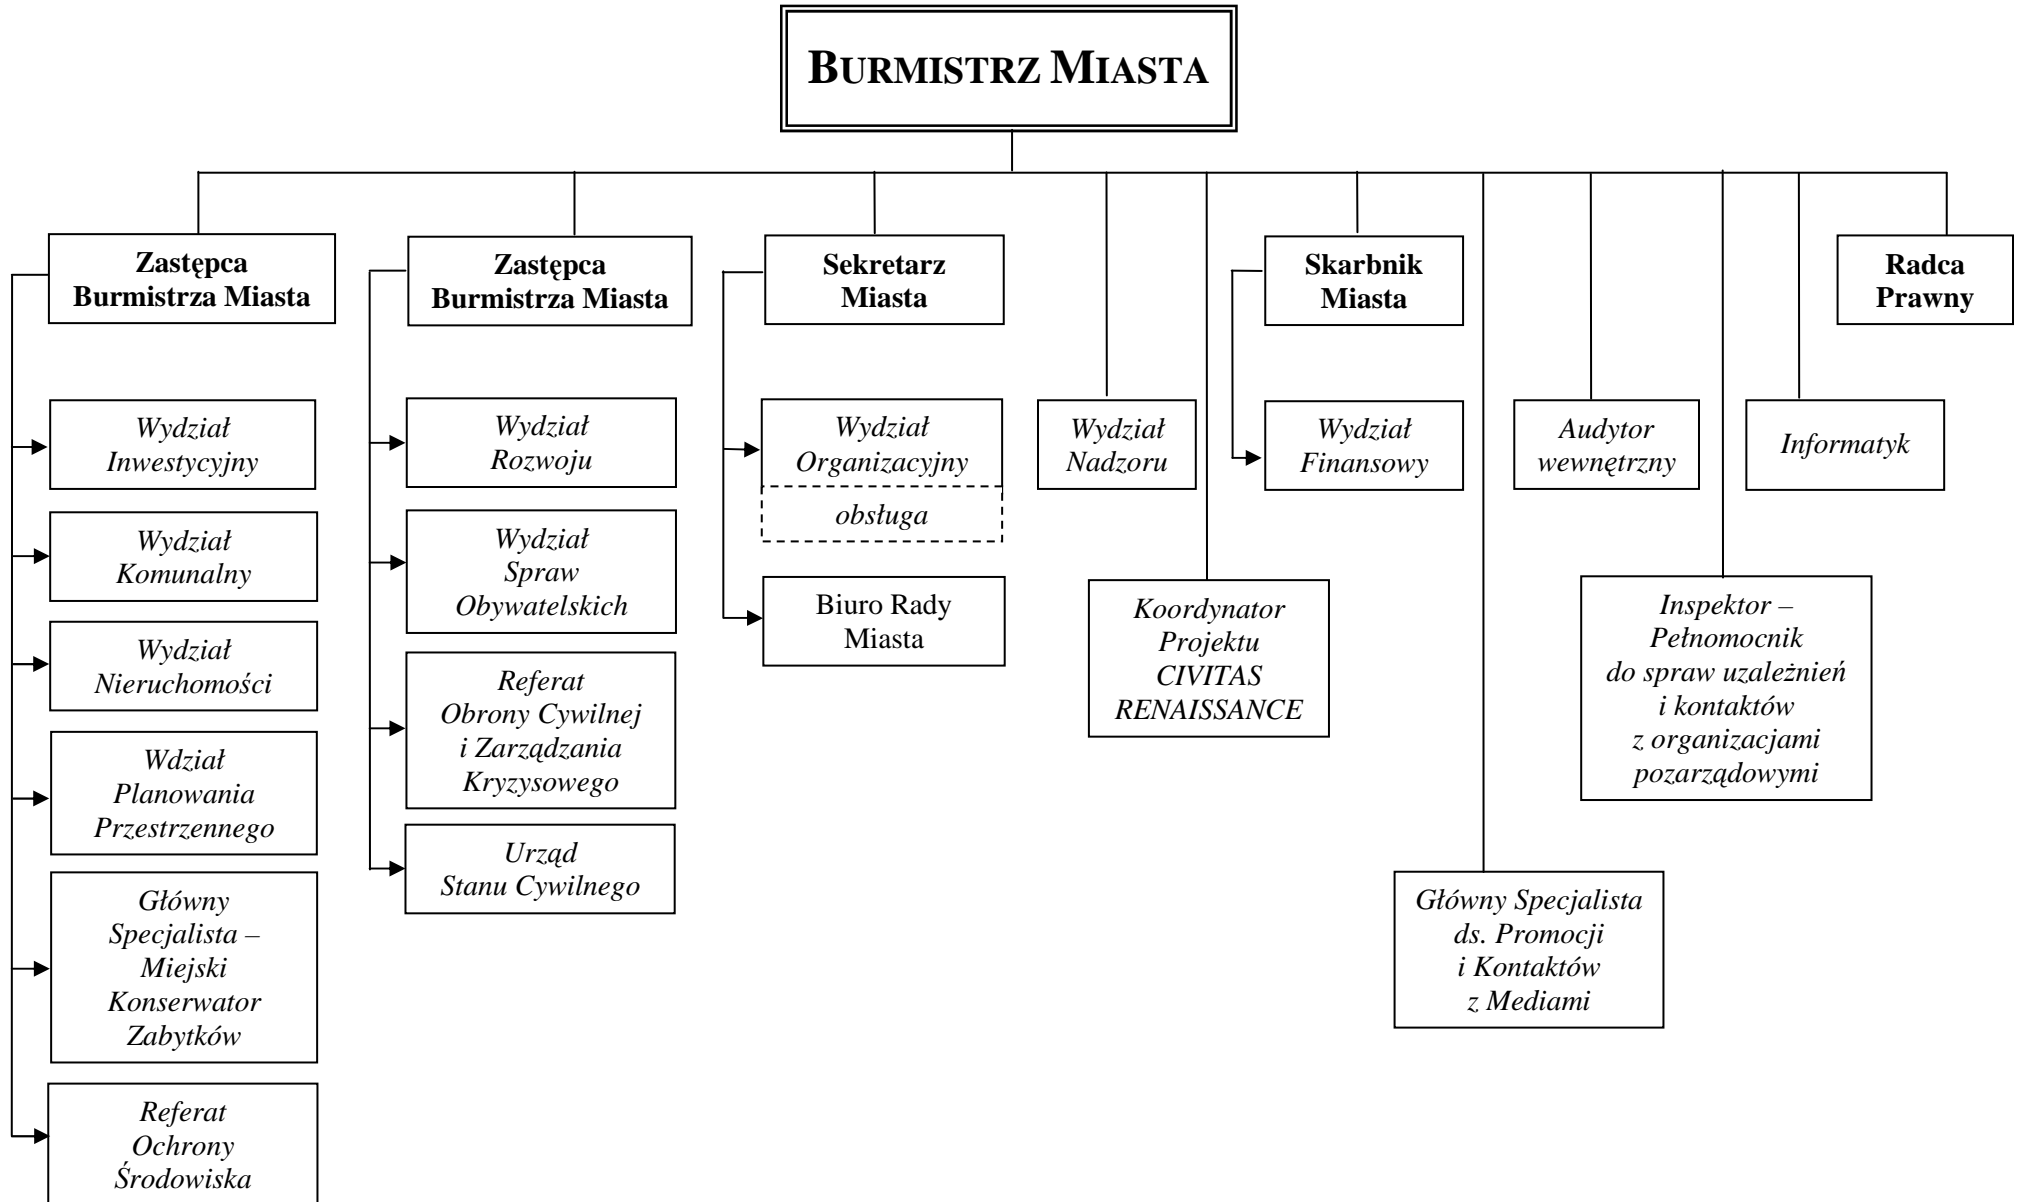 BURMISTRZ MIASTA
Zastępca
Burmistrza Miasta
Zastępca
Burmistrza Miasta
Sekretarz
Miasta
Skarbnik
Miasta
Radca
Prawny
Wydział
Inwestycyjny
Wydział
Komunalny
Wydział
Nieruchomości
Wdział
Planowania
Przestrzennego
Główny
Specjalista –
Miejski
Konserwator
Zabytków
Referat
Ochrony
Środowiska
Wydział
Rozwoju
Wydział
Spraw
Obywatelskich
Referat
Obrony Cywilnej
i Zarządzania
Kryzysowego
Urząd
Stanu Cywilnego
Wydział
Organizacyjny
obsługa
Biuro Rady
Miasta
Wydział
Nadzoru
Koordynator
Projektu
CIVITAS
RENAISSANCE
Wydział
Finansowy
Główny Specjalista
ds. Promocji
i Kontaktów
z Mediami
Audytor
wewnętrzny
Inspektor –
Pełnomocnik
do spraw uzależnień
i kontaktów
z organizacjami
pozarządowymi
Informatyk